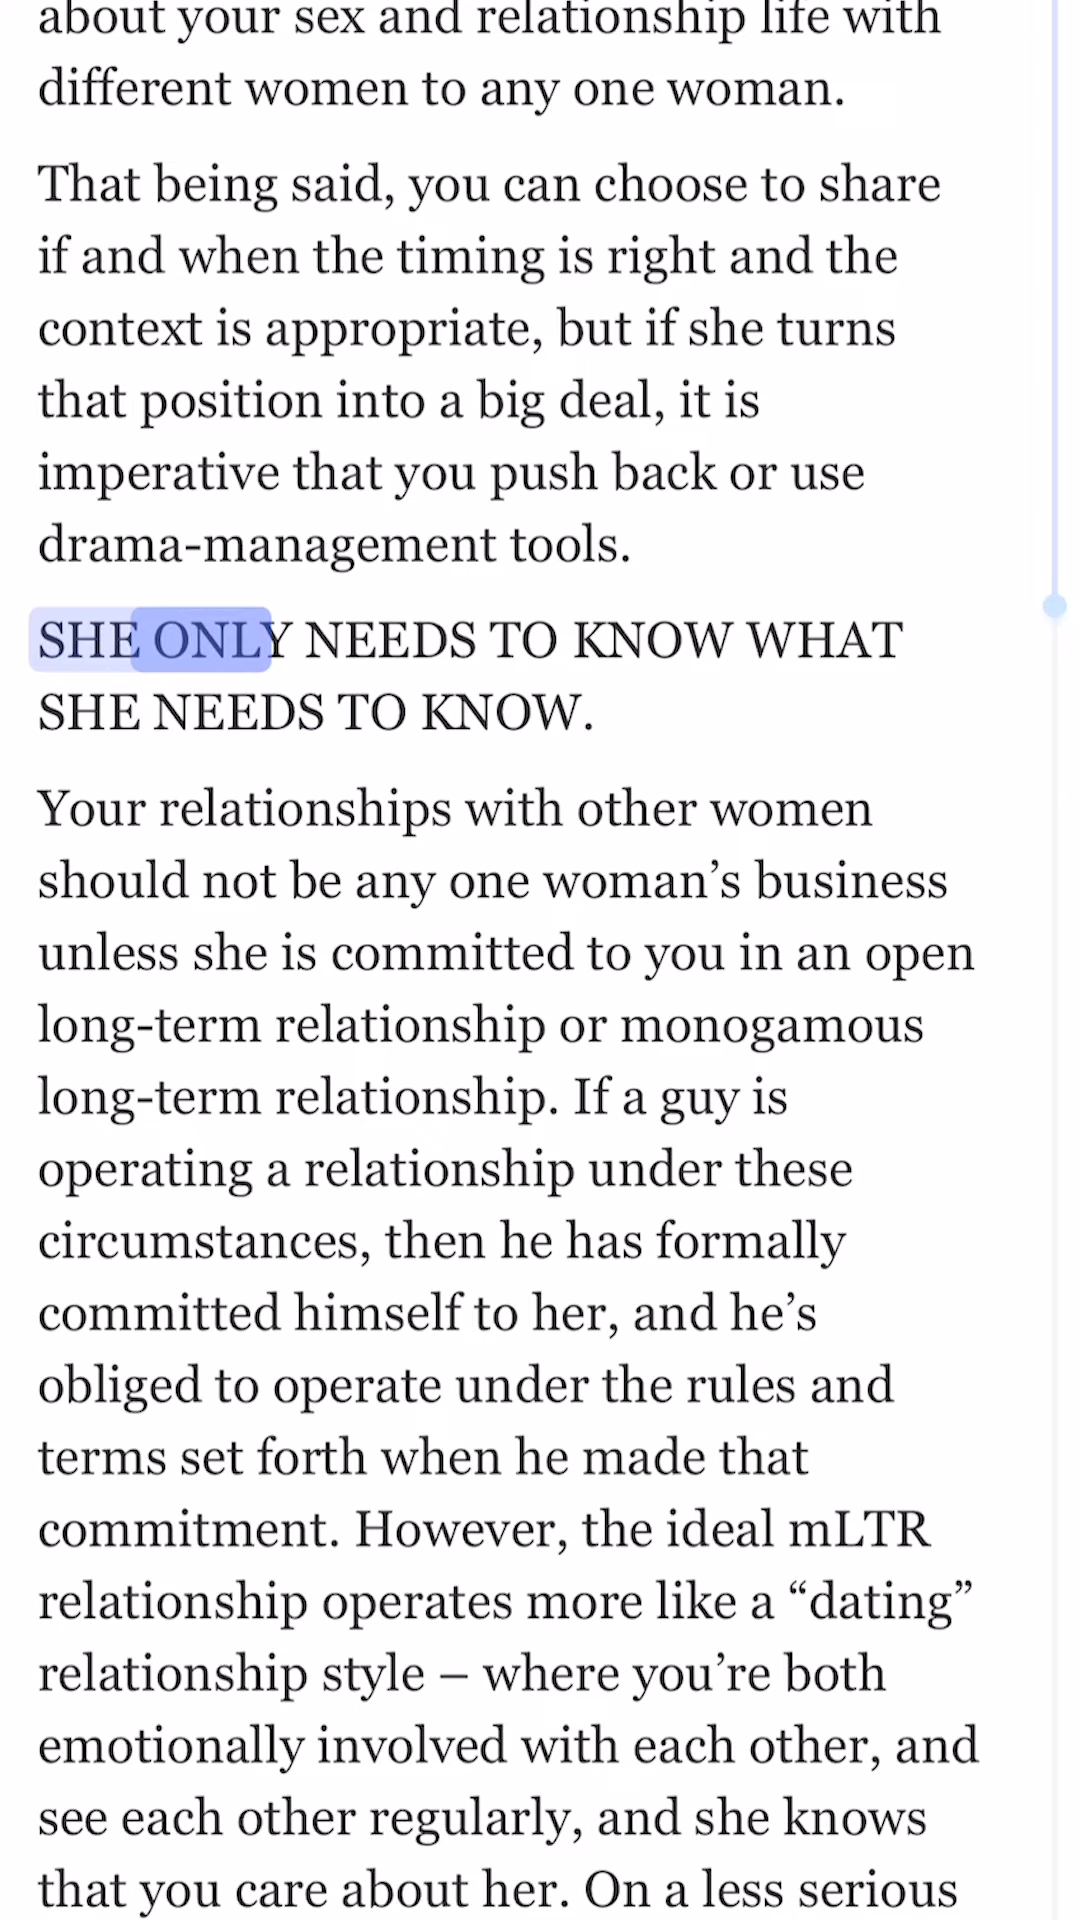 about your sex and relationship life with
different women to any one woman.
That being said, you can choose to share
if and when the timing is right and the
context is appropriate, but if she turns
that position into a big deal, it is
imperative that you push back or use
drama-management tools.
SHE ONLY NEEDS TO KNOW WHAT
SHE NEEDS TO KNOW.
Your relationships with other women
should not be any one woman’s business
unless she is committed to you in an open
long-term relationship or monogamous
long-term relationship. If a guy is
operating a relationship under these
circumstances, then he has formally
committed himself to her, and he’s
obliged to operate under the rules and
terms set forth when he made that
commitment. However, the ideal mLTR
relationship operates more like a “dating”
relationship style – where you’re both
emotionally involved with each other, and
see each other regularly, and she knows
that you care about her. On a less serious